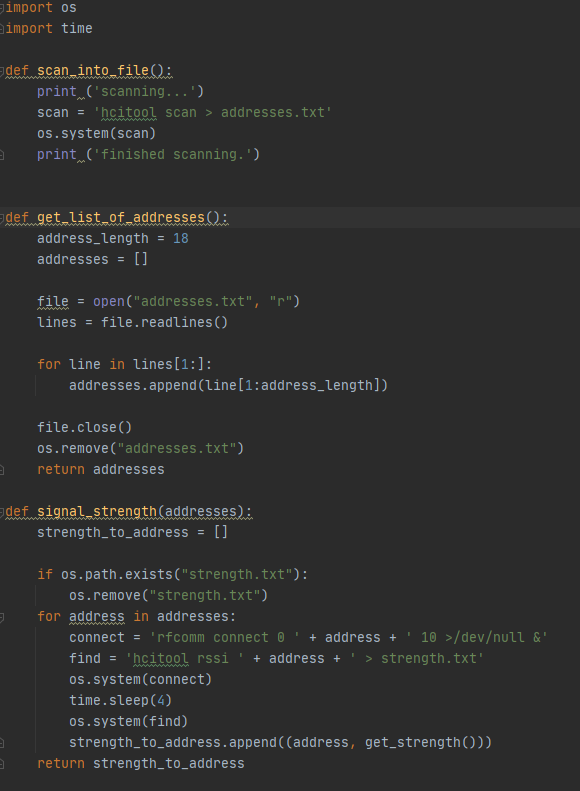 import os
import time
def scan_into_file():
    print ('scanning...')
    scan = 'hcitool scan > addresses.txt'
    os.system(scan)
    print ('finished scanning.')
def get_list_of_addresses():
    address_length = 18
    addresses = []
    file = open("addresses.txt", "r")
    lines = file.readlines()
    for line in lines[1:]:
        addresses.append(line[1:address_length])
    file.close()
    os.remove("addresses.txt")
    return addresses
def signal_strength(addresses):
    strength_to_address = []
    if os.path.exists("strength.txt"):
        os.remove("strength.txt")
    for address in addresses:
        connect = 'rfcomm connect 0 ' + address + ' 10 >/dev/null &'
        find = 'hcitool rssi ' + address + ' > strength.txt'
        os.system(connect)
        time.sleep(4)
        os.system(find)
        strength_to_address.append((address, get_strength()))
    return strength_to_address